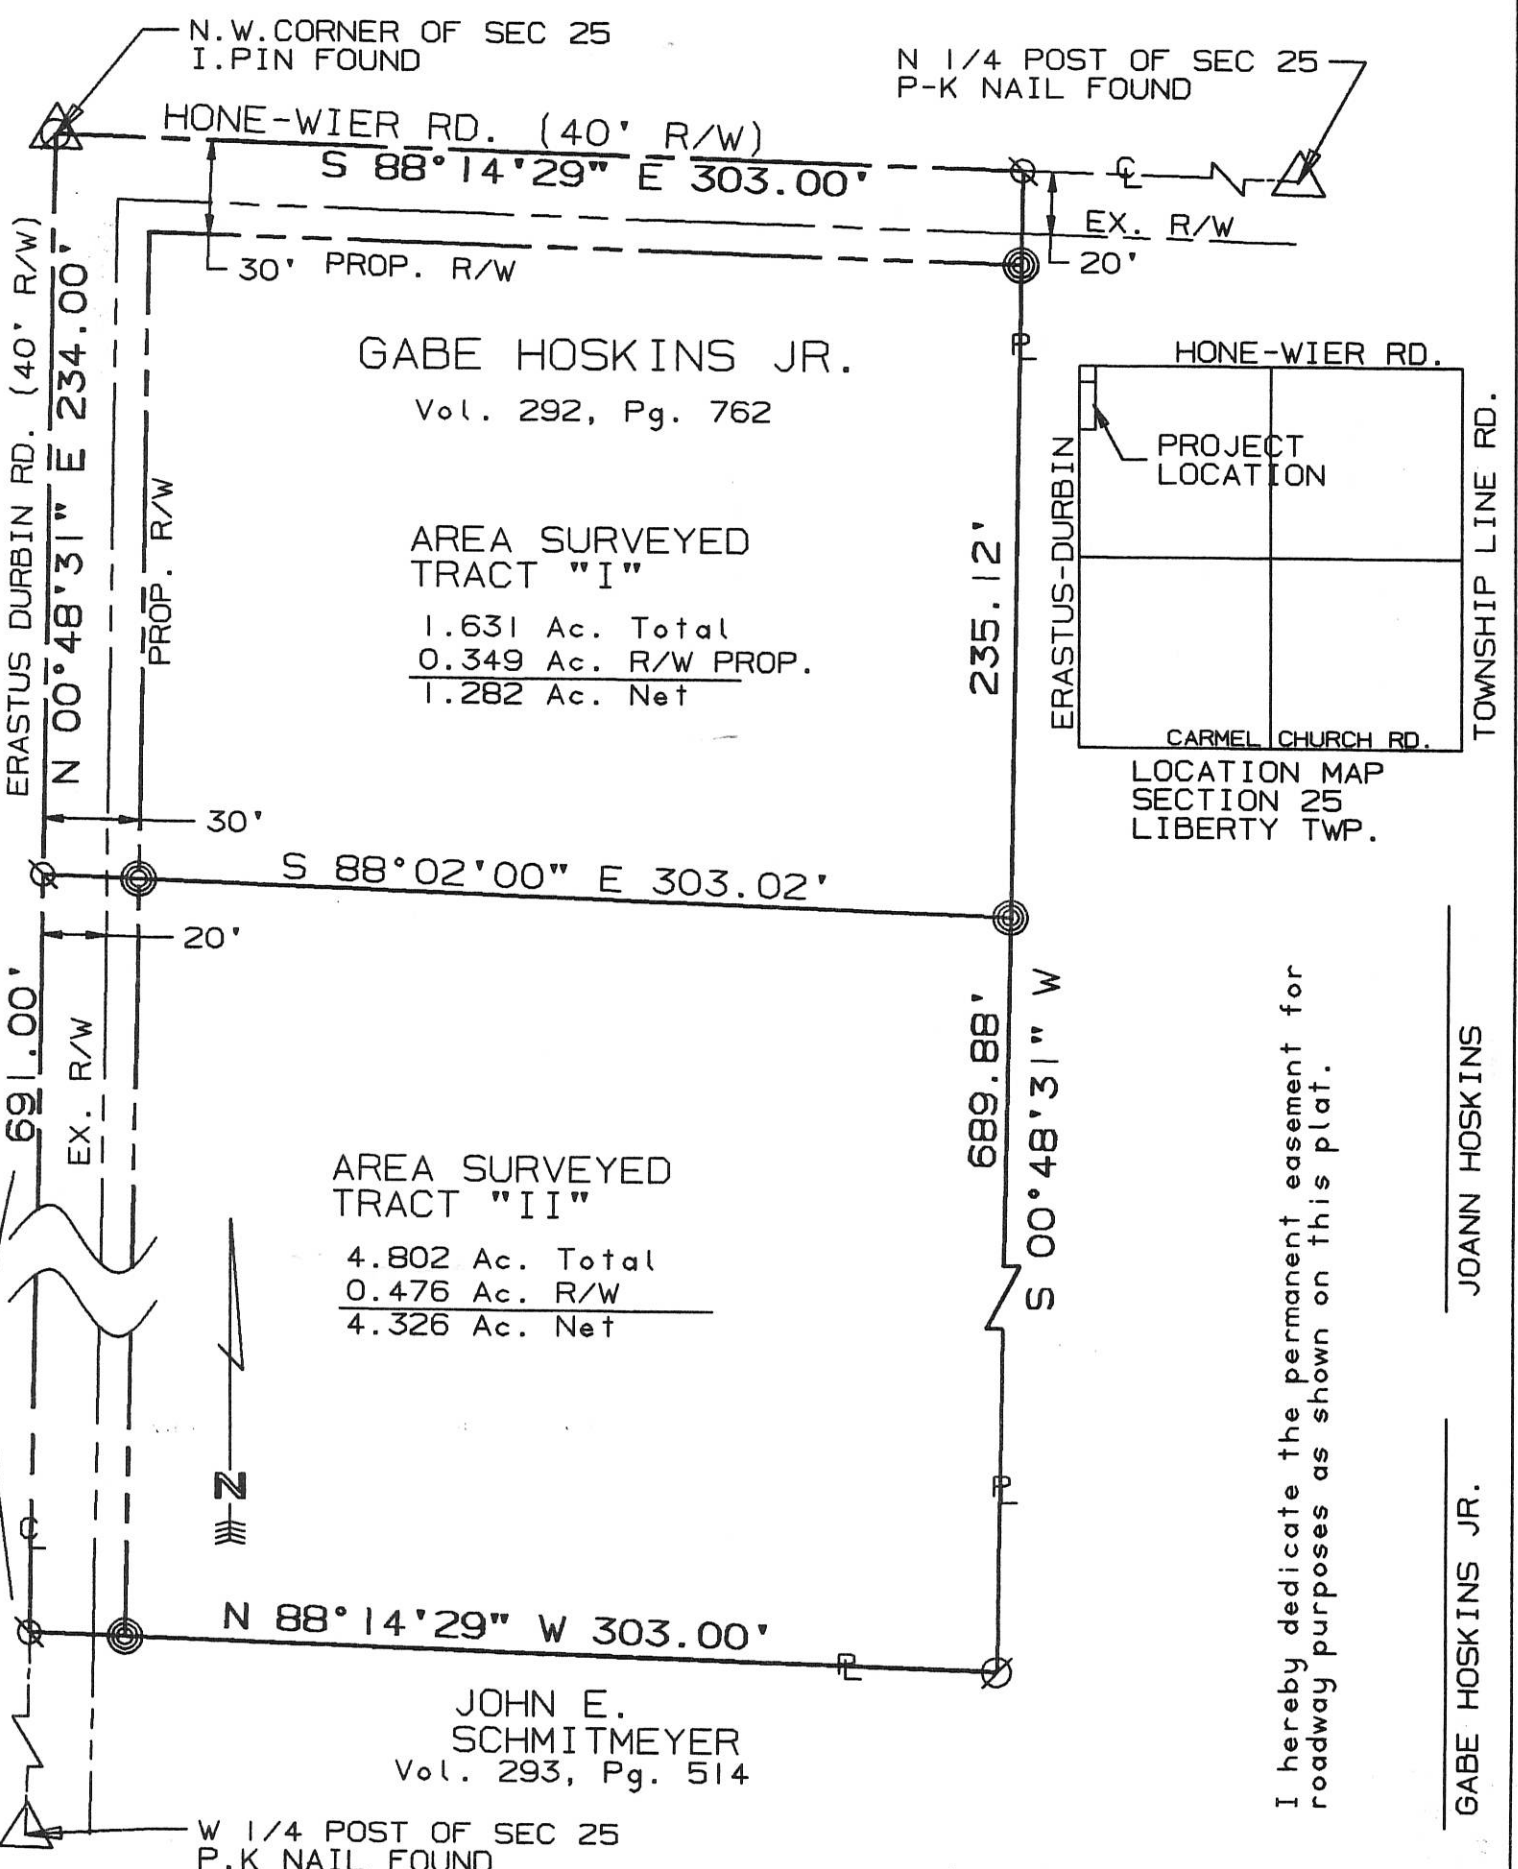 N.W.CORNER OF SEC 25
I.PIN FOUND
N 1/4 POST OF SEC 25
P-K NAIL FOUND
HONE-WIER RD. (40' R/W)
S 88°14'29" E 303.00'
℄
EX. R/W
20'
30' PROP. R/W
ERASTUS DURBIN RD. (40' R/W)
N 00°48'31" E 234.00'
PROP. R/W
GABE HOSKINS JR.
Vol. 292, Pg. 762
PL
HONE-WIER RD.
PROJECT
LOCATION
ERASTUS-DURBIN
TOWNSHIP LINE RD.
CARMEL CHURCH RD.
LOCATION MAP
SECTION 25
LIBERTY TWP.
AREA SURVEYED
TRACT "I"
1.631 Ac. Total
0.349 Ac. R/W PROP.
1.282 Ac. Net
235.12'
30'
S 88°02'00" E 303.02'
20'
691.00'
EX. R/W
689.88'
S 00°48'31" W
AREA SURVEYED
TRACT "II"
4.802 Ac. Total
0.476 Ac. R/W
4.326 Ac. Net
N
℄
PL
N 88°14'29" W 303.00'
PL
JOHN E.
SCHMITMEYER
Vol. 293, Pg. 514
W 1/4 POST OF SEC 25
P.K NAIL FOUND
I hereby dedicate the permanent easement for
roadway purposes as shown on this plat.
JOANN HOSKINS
GABE HOSKINS JR.